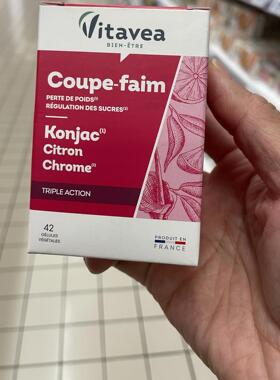 Vitavea
BIEN-ÊTRE
Coupe-faim
PERTE DE POIDS(1)
RÉGULATION DES SUCRES(2)
Konjac(1)
Citron
Chrome(2)
TRIPLE ACTION
42
GÉLULES
VÉGÉTALES
PRODUIT EN
FRANCE